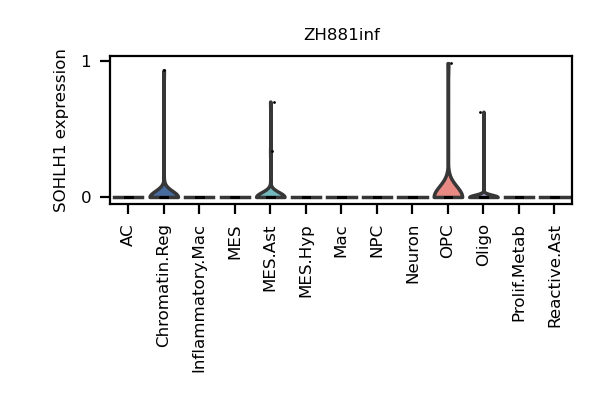 ZH881inf
SOHLH1 expression
1
0
AC
Chromatin.Reg
Inflammatory.Mac
MES
MES.Ast
MES.Hyp
Mac
NPC
Neuron
OPC
Oligo
Prolif.Metab
Reactive.Ast